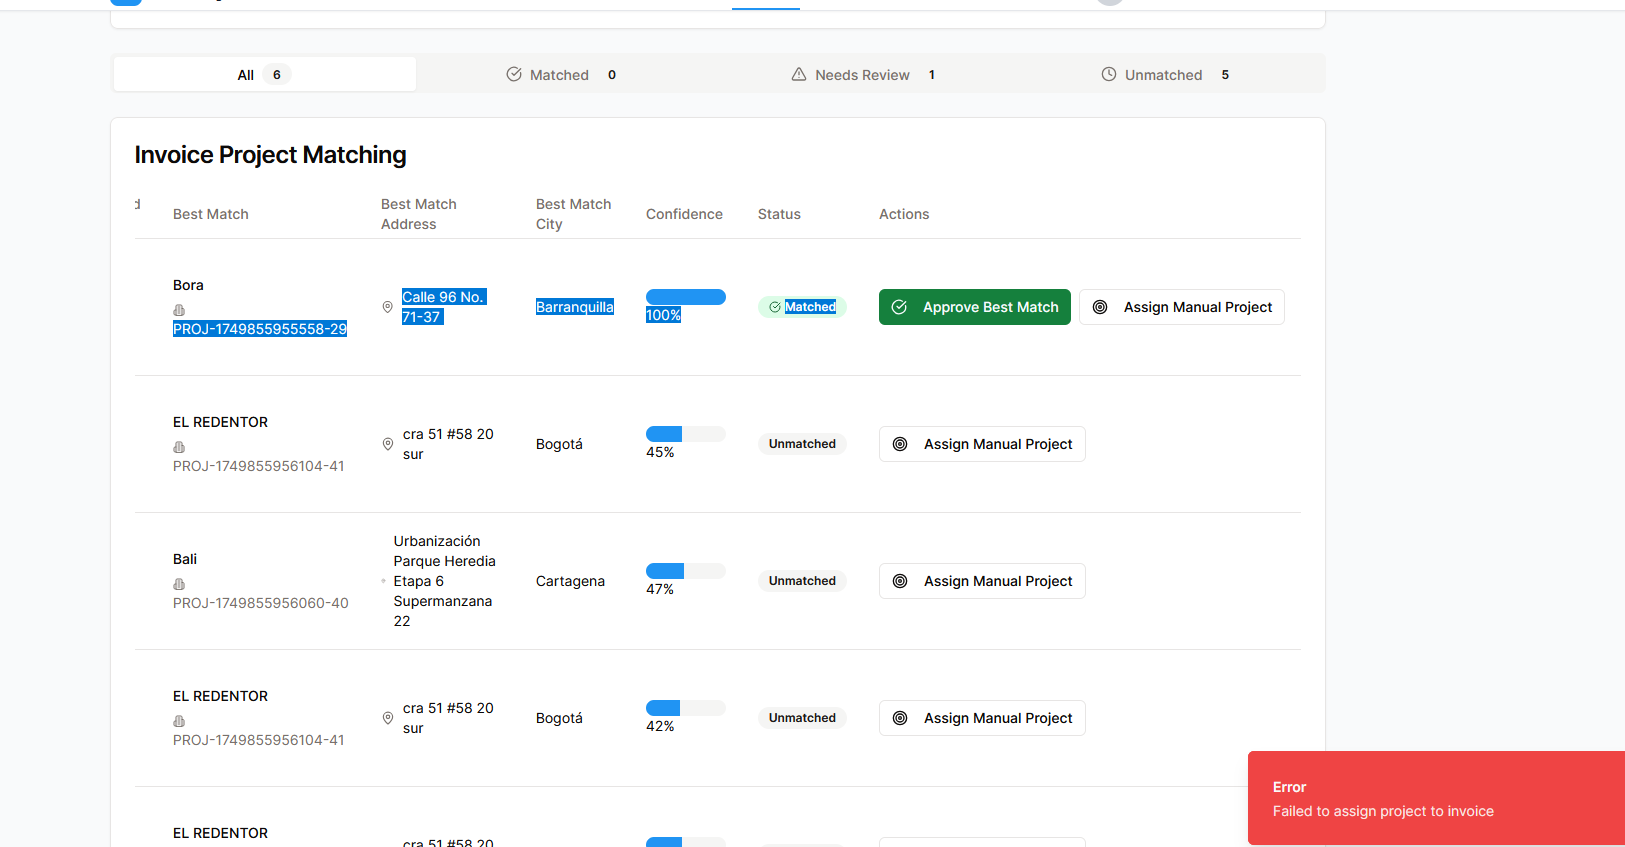 All 6 Matched 0 Needs Review 1 Unmatched 5
Invoice Project Matching
d Best Match Best Match Address Best Match City Confidence Status Actions
Bora
PROJ-1749855955558-29
Calle 96 No.
71-37
Barranquilla
100%
Matched
Approve Best Match
Assign Manual Project
EL REDENTOR
PROJ-1749855956104-41
cra 51 #58 20
sur
Bogotá
45%
Unmatched
Assign Manual Project
Bali
PROJ-1749855956060-40
Urbanización
Parque Heredia
Etapa 6
Supermanzana
22
Cartagena
47%
Unmatched
Assign Manual Project
EL REDENTOR
PROJ-1749855956104-41
cra 51 #58 20
sur
Bogotá
42%
Unmatched
Assign Manual Project
EL REDENTOR
cra 51 #58 20
Error
Failed to assign project to invoice